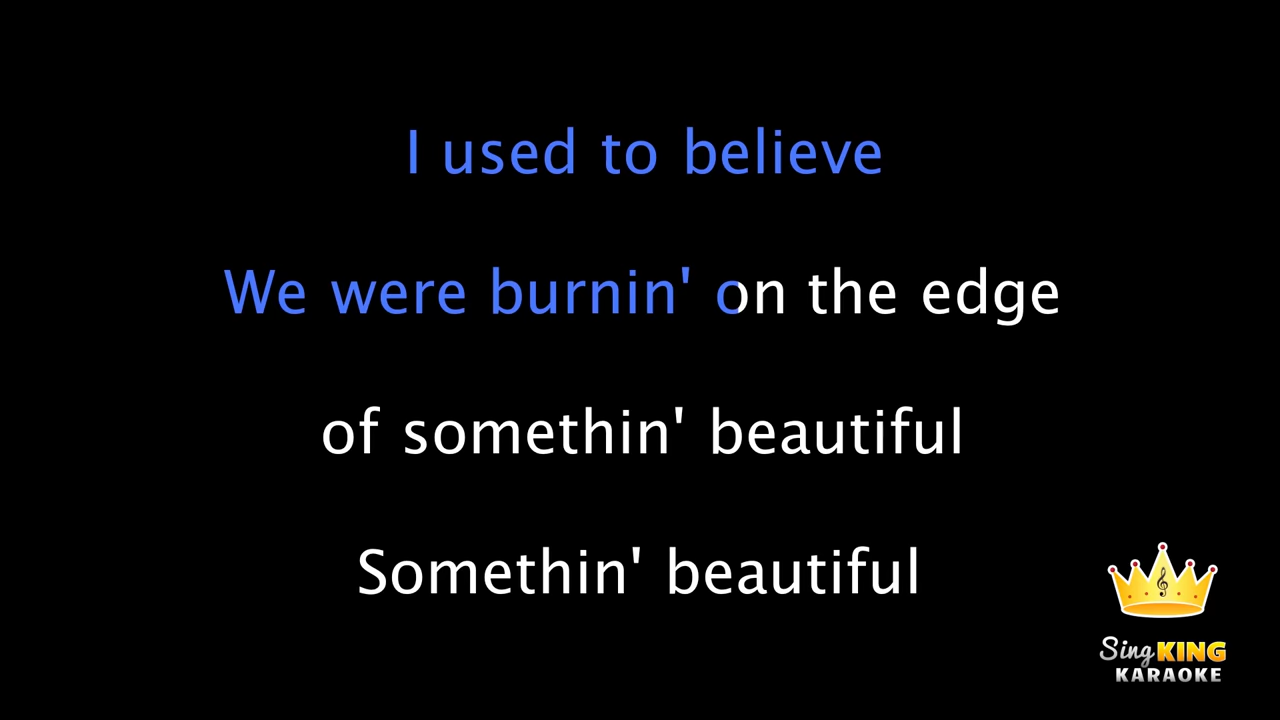 I used to believe
We were burnin' on the edge
of somethin' beautiful
Somethin' beautiful
Sing KING
KARAOKE